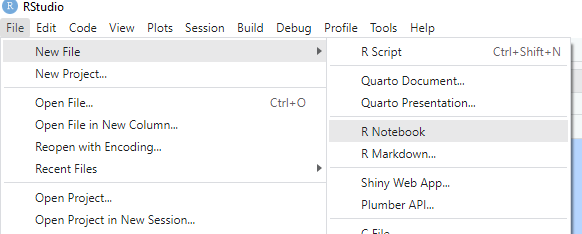 R RStudio
File Edit Code View Plots Session Build Debug Profile Tools Help
New File
New Project...
Open File... Ctrl+O
Open File in New Column...
Reopen with Encoding...
Recent Files
Open Project...
Open Project in New Session...
R Script Ctrl+Shift+N
Quarto Document...
Quarto Presentation...
R Notebook
R Markdown...
Shiny Web App...
Plumber API...
C File